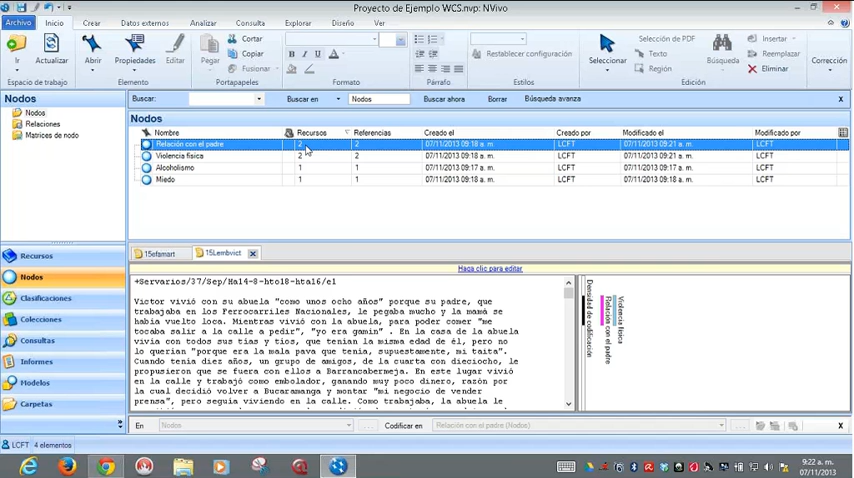 Proyecto de Ejemplo WCS.nvp: NVivo
Archivo Inicio Crear Datos externos Analizar Consulta Explorar Diseño Ver
Ir Actualizar Abrir Propiedades Pegar Cortar Copiar Fusionar
B I U A
Restablecer configuración
Seleccionar Selección de PDF Texto Región Búsqueda Insertar Reemplazar Eliminar Corrección
Espacio de trabajo Elemento Portapapeles Formato Párrafo Estilos Edición
Nodos
Nodos
Relaciones
Matrices de nodo
Buscar: Buscar en Nodos Buscar ahora Borrar Búsqueda avanza x
Nodos
Nombre Recursos Referencias Creado el Creado por Modificado el Modificado por
Relación con el padre 2 2 07/11/2013 09:18 a. m. LCFT 07/11/2013 09:21 a. m. LCFT
Violencia física 2 2 07/11/2013 09:18 a. m. LCFT 07/11/2013 09:21 a. m. LCFT
Alcoholismo 1 1 07/11/2013 09:17 a. m. LCFT 07/11/2013 09:17 a. m. LCFT
Miedo 1 1 07/11/2013 09:18 a. m. LCFT 07/11/2013 09:18 a. m. LCFT
Recursos
Nodos
Clasificaciones
Colecciones
Consultas
Informes
Modelos
Carpetas
15efamart 15Lembvict
Haga clic para editar
+Servarios/37/Sep/Ha14-8-hto18-hta16/el
Victor vivió con su abuela "como unos ocho años" porque su padre, que
trabajaba en los Ferrocarriles Nacionales, le pegaba mucho y la mamá se
había vuelto loca. Mientras vivió con la abuela, para poder comer "me
tocaba salir a la calle a pedir", "yo era gamín" . En la casa de la abuela
vivía con todos sus tías y tíos, que tenían la misma edad de él, pero no
lo querían "porque era la mala pava que tenía, supuestamente, mi taita".
Cuando tenía diez años, un grupo de amigos, de la cuarta con dieciocho, le
propusieron que se fuera con ellos a Barrancabermeja. En este lugar vivió
en la calle y trabajó como embolador, ganando muy poco dinero, razón por
la cual decidió volver a Bucaramanga y montar "mi negocio de vender
prensa", pero seguía viviendo en la calle. Como trabajaba, la abuela le
Densidad de codificación
Relación con el padre
Violencia física
En Nodos Codificar en Relación con el padre (Nodos) x
LCFT 4 elementos
9:22 a. m.
07/11/2013